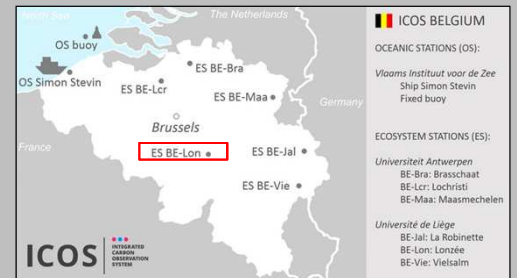 North Sea
The Netherlands
OS buoy
OS Simon Stevin
ES BE-Bra
ES BE-Lcr
ES BE-Maa
Germany
Brussels
France
ES BE-Lon
ES BE-Jal
ES BE-Vie
ICOS
INTEGRATED
CARBON
OBSERVATION
SYSTEM
ICOS BELGIUM
OCEANIC STATIONS (OS):
Vlaams Instituut voor de Zee
Ship Simon Stevin
Fixed buoy
ECOSYSTEM STATIONS (ES):
Universiteit Antwerpen
BE-Bra: Brasschaat
BE-Lcr: Lochristi
BE-Maa: Maasmechelen
Université de Liège
BE-Jal: La Robinette
BE-Lon: Lonzée
BE-Vie: Vielsalm